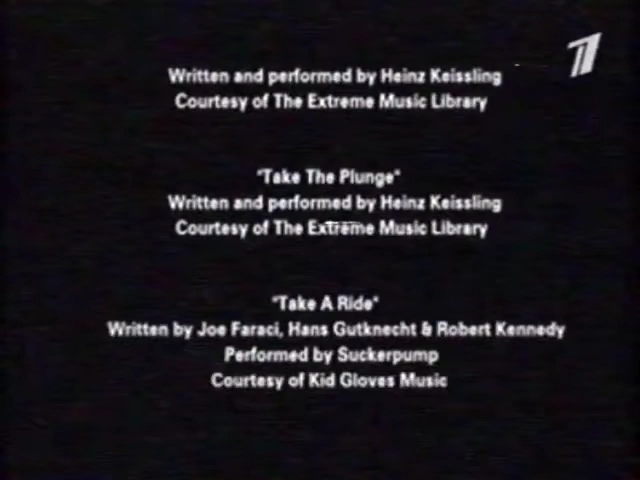 Written and performed by Heinz Keissling
Courtesy of The Extreme Music Library
"Take The Plunge"
Written and performed by Heinz Keissling
Courtesy of The Extreme Music Library
"Take A Ride"
Written by Joe Faraci, Hans Gutknecht & Robert Kennedy
Performed by Suckerpump
Courtesy of Kid Gloves Music